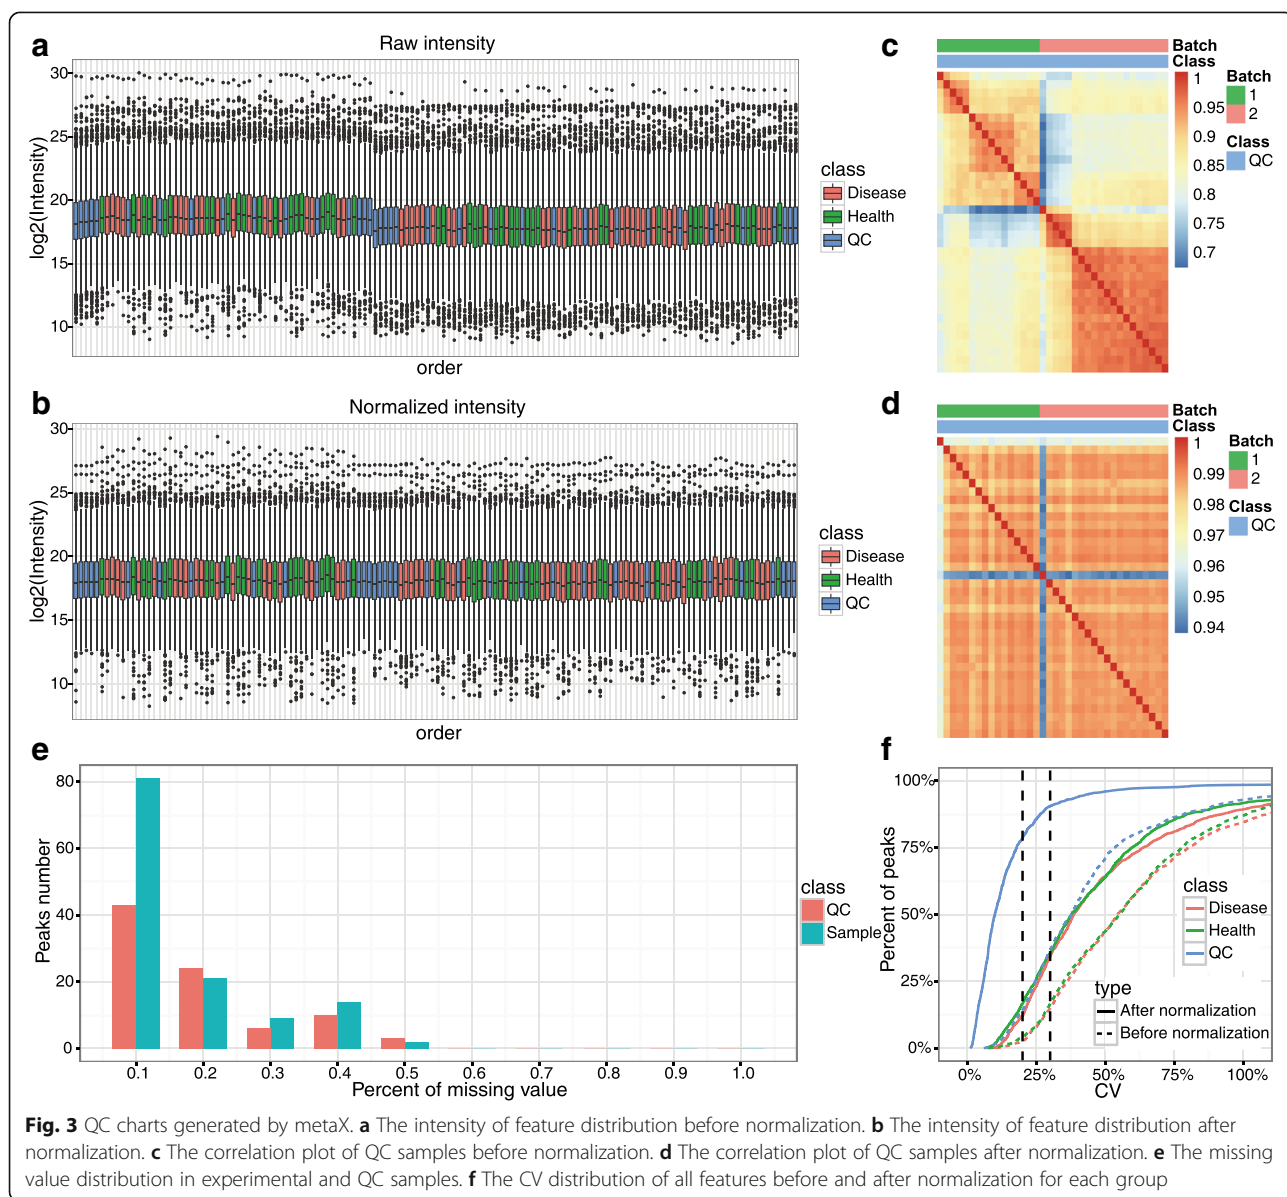 a
Raw intensity
30
25
20
15
10
log2(Intensity)
order
class
Disease
Health
QC
b
Normalized intensity
30
25
20
15
10
log2(Intensity)
order
class
Disease
Health
QC
c
Batch
Class
1
0.95
0.9
0.85
0.8
0.75
0.7
Batch
1
2
Class
QC
d
Batch
Class
1
0.99
0.98
0.97
0.96
0.95
0.94
Batch
1
2
Class
QC
e
80
60
40
20
0
Peaks number
0.1 0.2 0.3 0.4 0.5 0.6 0.7 0.8 0.9 1.0
Percent of missing value
class
QC
Sample
f
100%
75%
50%
25%
0%
Percent of peaks
class
Disease
Health
QC
type
After normalization
Before normalization
0% 25% 50% 75% 100%
CV
Fig. 3 QC charts generated by metaX. a The intensity of feature distribution before normalization. b The intensity of feature distribution after
normalization. c The correlation plot of QC samples before normalization. d The correlation plot of QC samples after normalization. e The missing
value distribution in experimental and QC samples. f The CV distribution of all features before and after normalization for each group